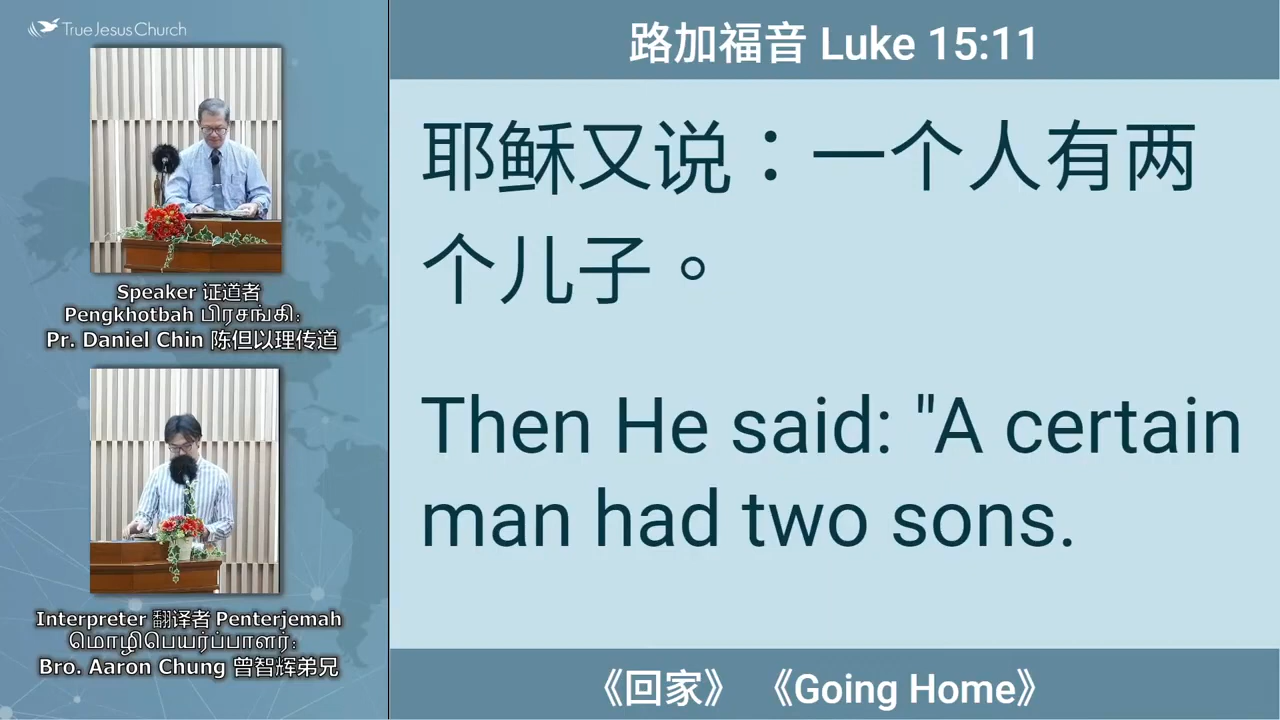 TrueJesusChurch
Speaker 证道者
Pengkhotbah பிரசங்கி:
Pr. Daniel Chin 陈但以理传道
Interpreter 翻译者 Penterjemah
மொழிபெயர்ப்பாளர்:
Bro. Aaron Chung 曾智辉弟兄
路加福音 Luke 15:11
耶稣又说：一个人有两
个儿子。
Then He said: "A certain
man had two sons.
《回家》 《Going Home》